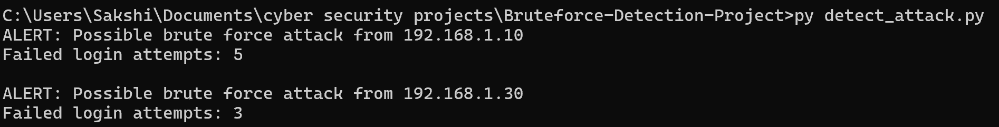 C:\Users\Sakshi\Documents\cyber security projects\Bruteforce-Detection-Project>py detect_attack.py
ALERT: Possible brute force attack from 192.168.1.10
Failed login attempts: 5

ALERT: Possible brute force attack from 192.168.1.30
Failed login attempts: 3